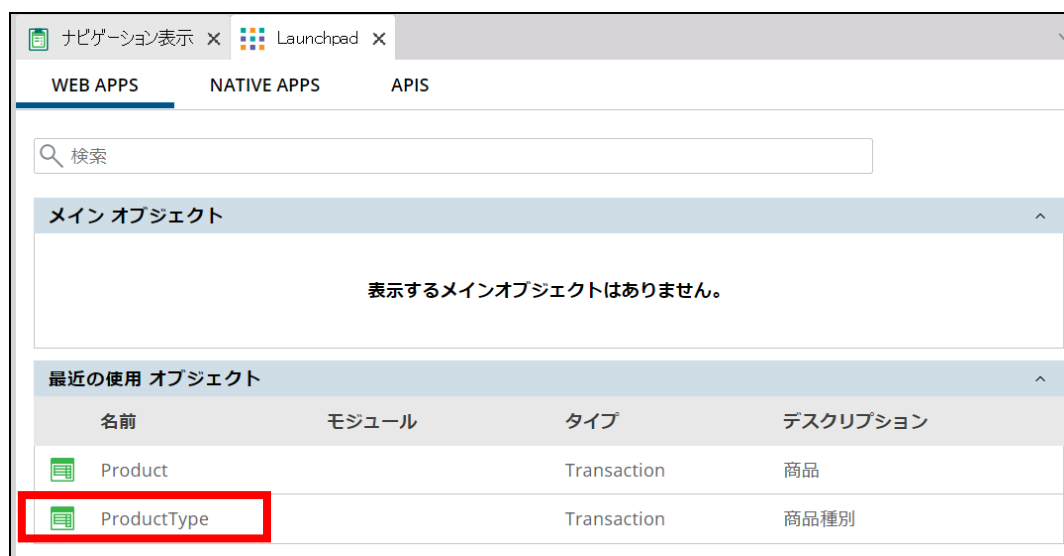 ナビゲーション表示 Launchpad
WEB APPS NATIVE APPS APIS
検索
メイン オブジェクト
表示するメインオブジェクトはありません。
最近の使用 オブジェクト
名前 モジュール タイプ デスクリプション
Product Transaction 商品
ProductType Transaction 商品種別